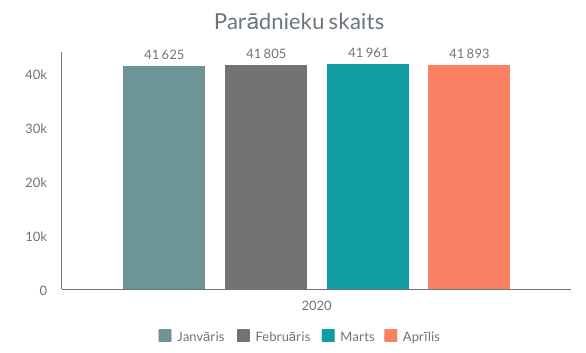 Parādnieku skaits
41 625
41 805
41 961
41 893
40k
30k
20k
10k
0
2020
Janvāris Februāris Marts Aprīlis